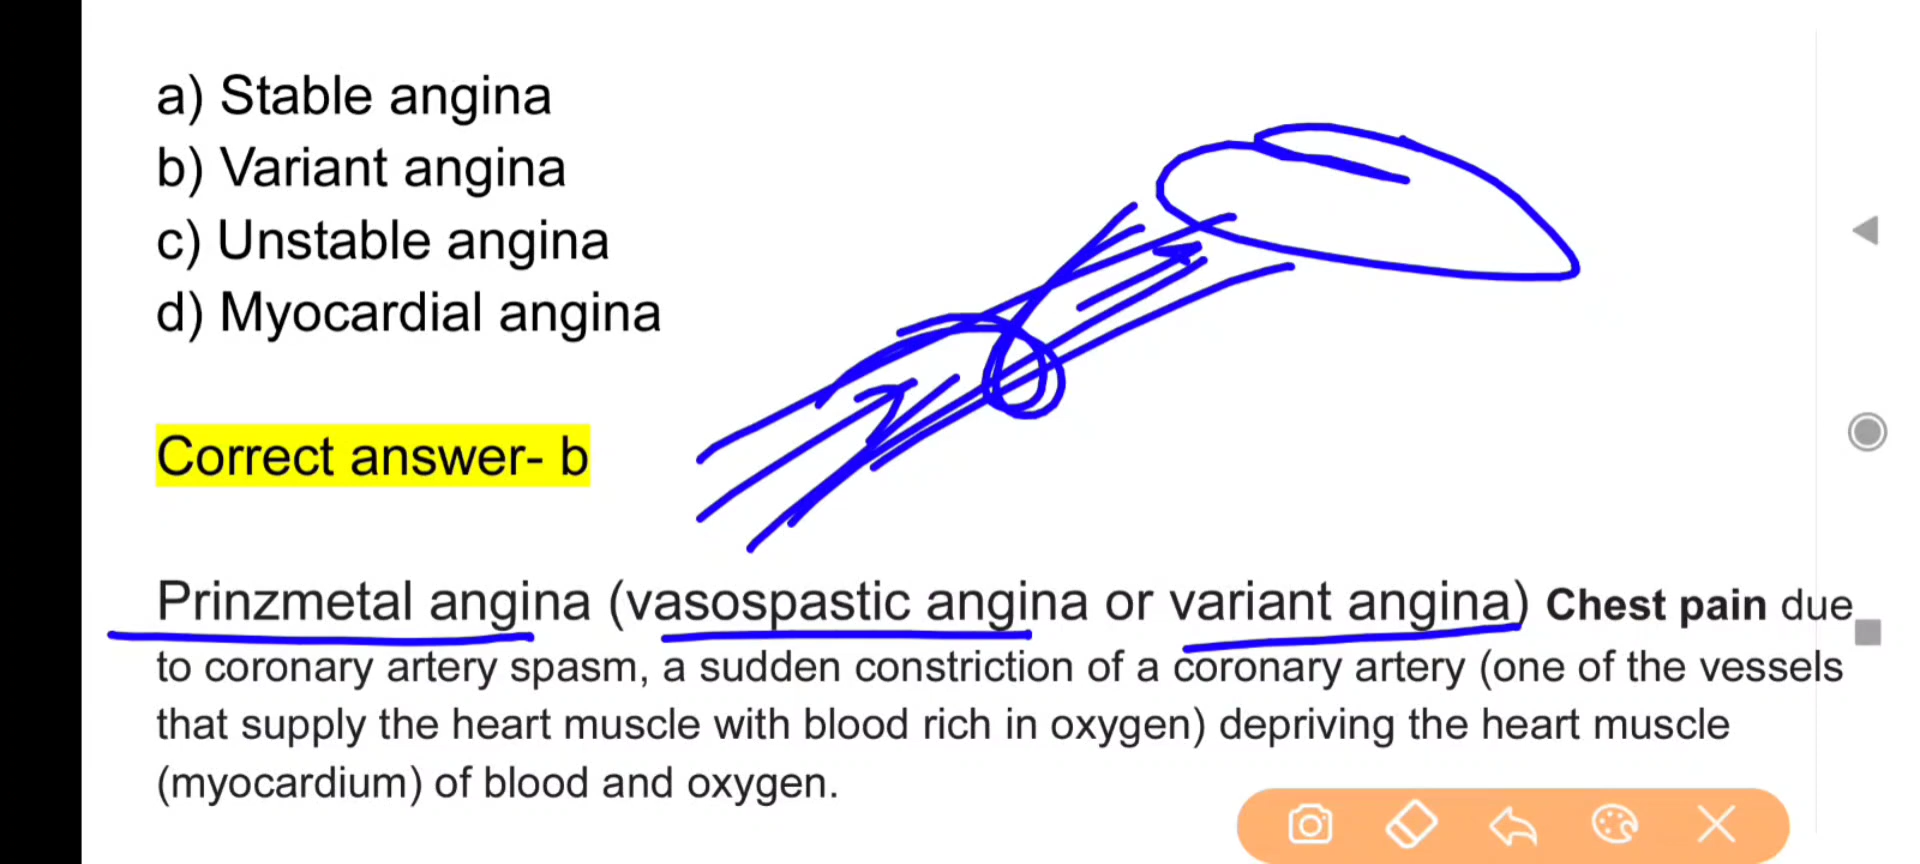 a) Stable angina
b) Variant angina
c) Unstable angina
d) Myocardial angina
Correct answer- b
Prinzmetal angina (vasospastic angina or variant angina) Chest pain due
to coronary artery spasm, a sudden constriction of a coronary artery (one of the vessels
that supply the heart muscle with blood rich in oxygen) depriving the heart muscle
(myocardium) of blood and oxygen.